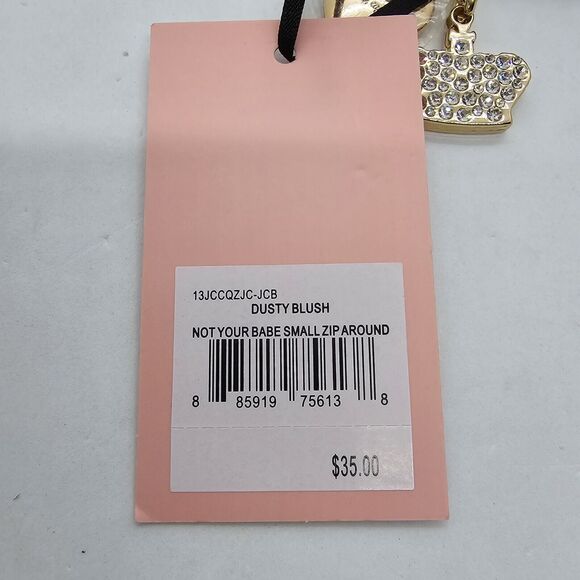 13JCCQZJC-JCB
DUSTY BLUSH
NOT YOUR BABE SMALL ZIP AROUND
8 85919 75613 8
$35.00